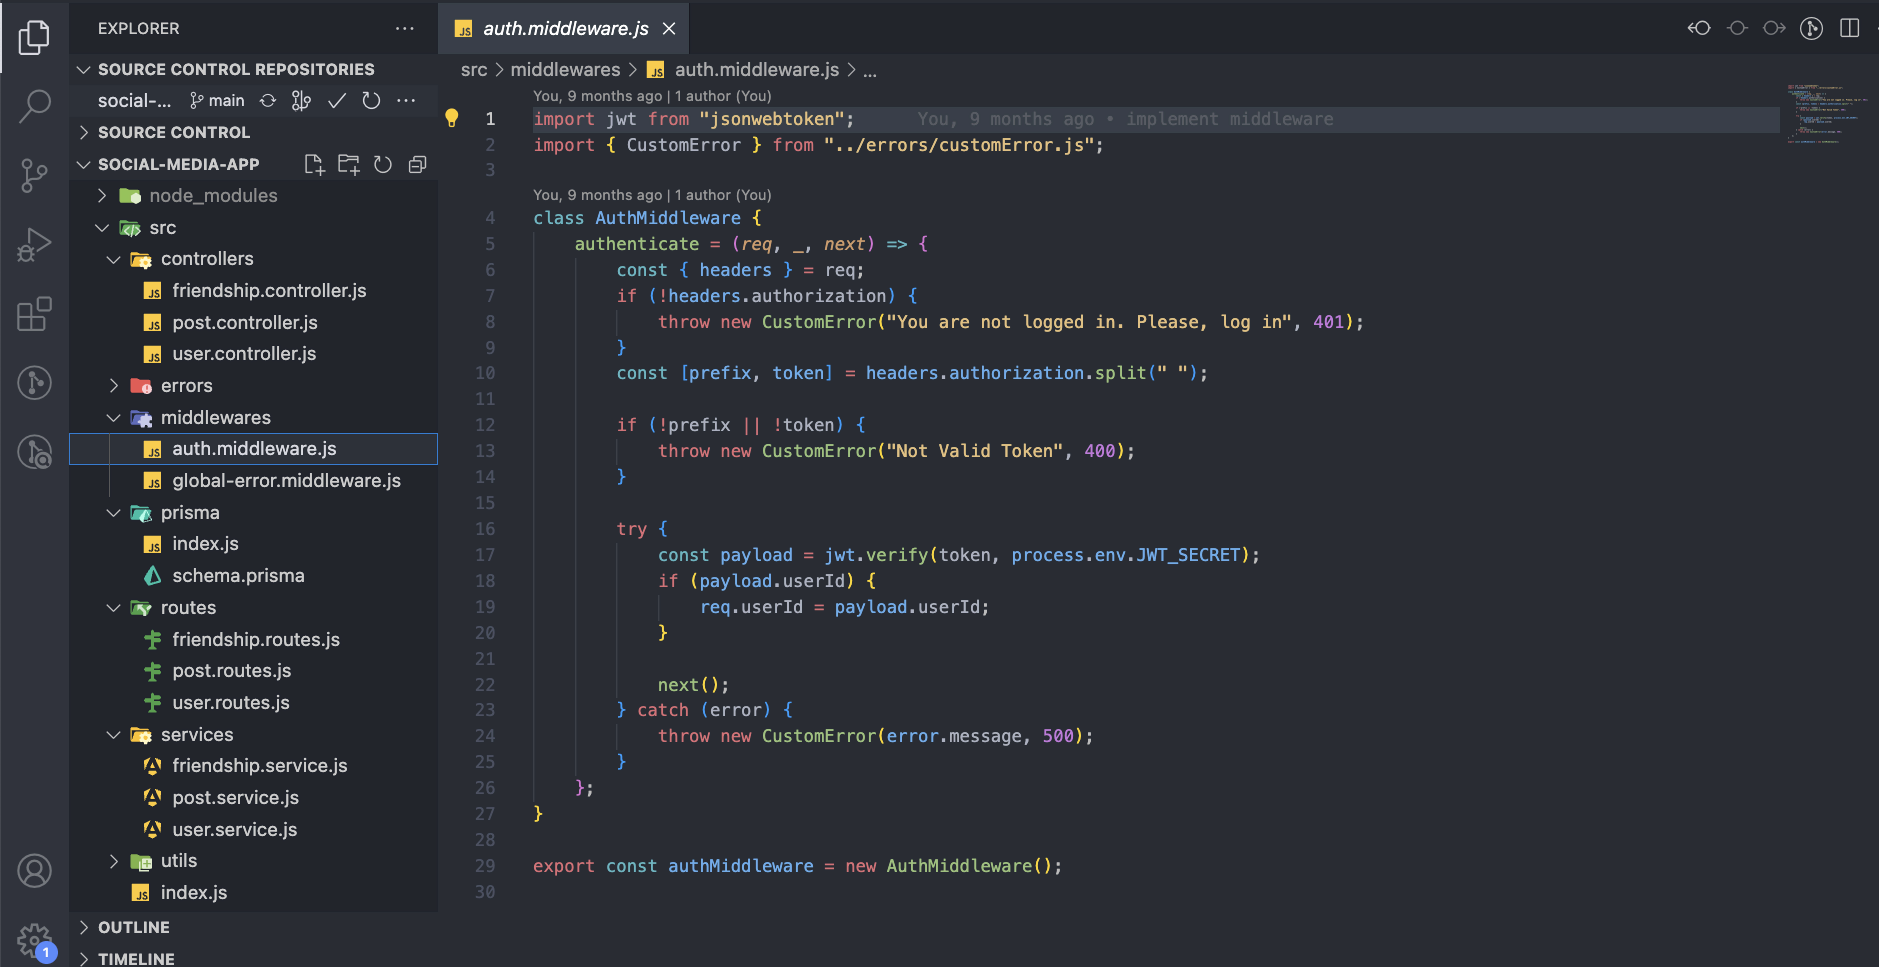 EXPLORER
SOURCE CONTROL REPOSITORIES
social-... main
SOURCE CONTROL
SOCIAL-MEDIA-APP
node_modules
src
controllers
friendship.controller.js
post.controller.js
user.controller.js
errors
middlewares
auth.middleware.js
global-error.middleware.js
prisma
index.js
schema.prisma
routes
friendship.routes.js
post.routes.js
user.routes.js
services
friendship.service.js
post.service.js
user.service.js
utils
index.js
OUTLINE
TIMELINE
1
auth.middleware.js
src > middlewares > JS auth.middleware.js > ...
You, 9 months ago | 1 author (You)
1 import jwt from "jsonwebtoken"; You, 9 months ago • implement middleware
2 import { CustomError } from "../errors/customError.js";
3
You, 9 months ago | 1 author (You)
4 class AuthMiddleware {
5 authenticate = (req, _, next) => {
6 const { headers } = req;
7 if (!headers.authorization) {
8 throw new CustomError("You are not logged in. Please, log in", 401);
9 }
10 const [prefix, token] = headers.authorization.split(" ");
11
12 if (!prefix || !token) {
13 throw new CustomError("Not Valid Token", 400);
14 }
15
16 try {
17 const payload = jwt.verify(token, process.env.JWT_SECRET);
18 if (payload.userId) {
19 req.userId = payload.userId;
20 }
21
22 next();
23 } catch (error) {
24 throw new CustomError(error.message, 500);
25 }
26 };
27 }
28
29 export const authMiddleware = new AuthMiddleware();
30